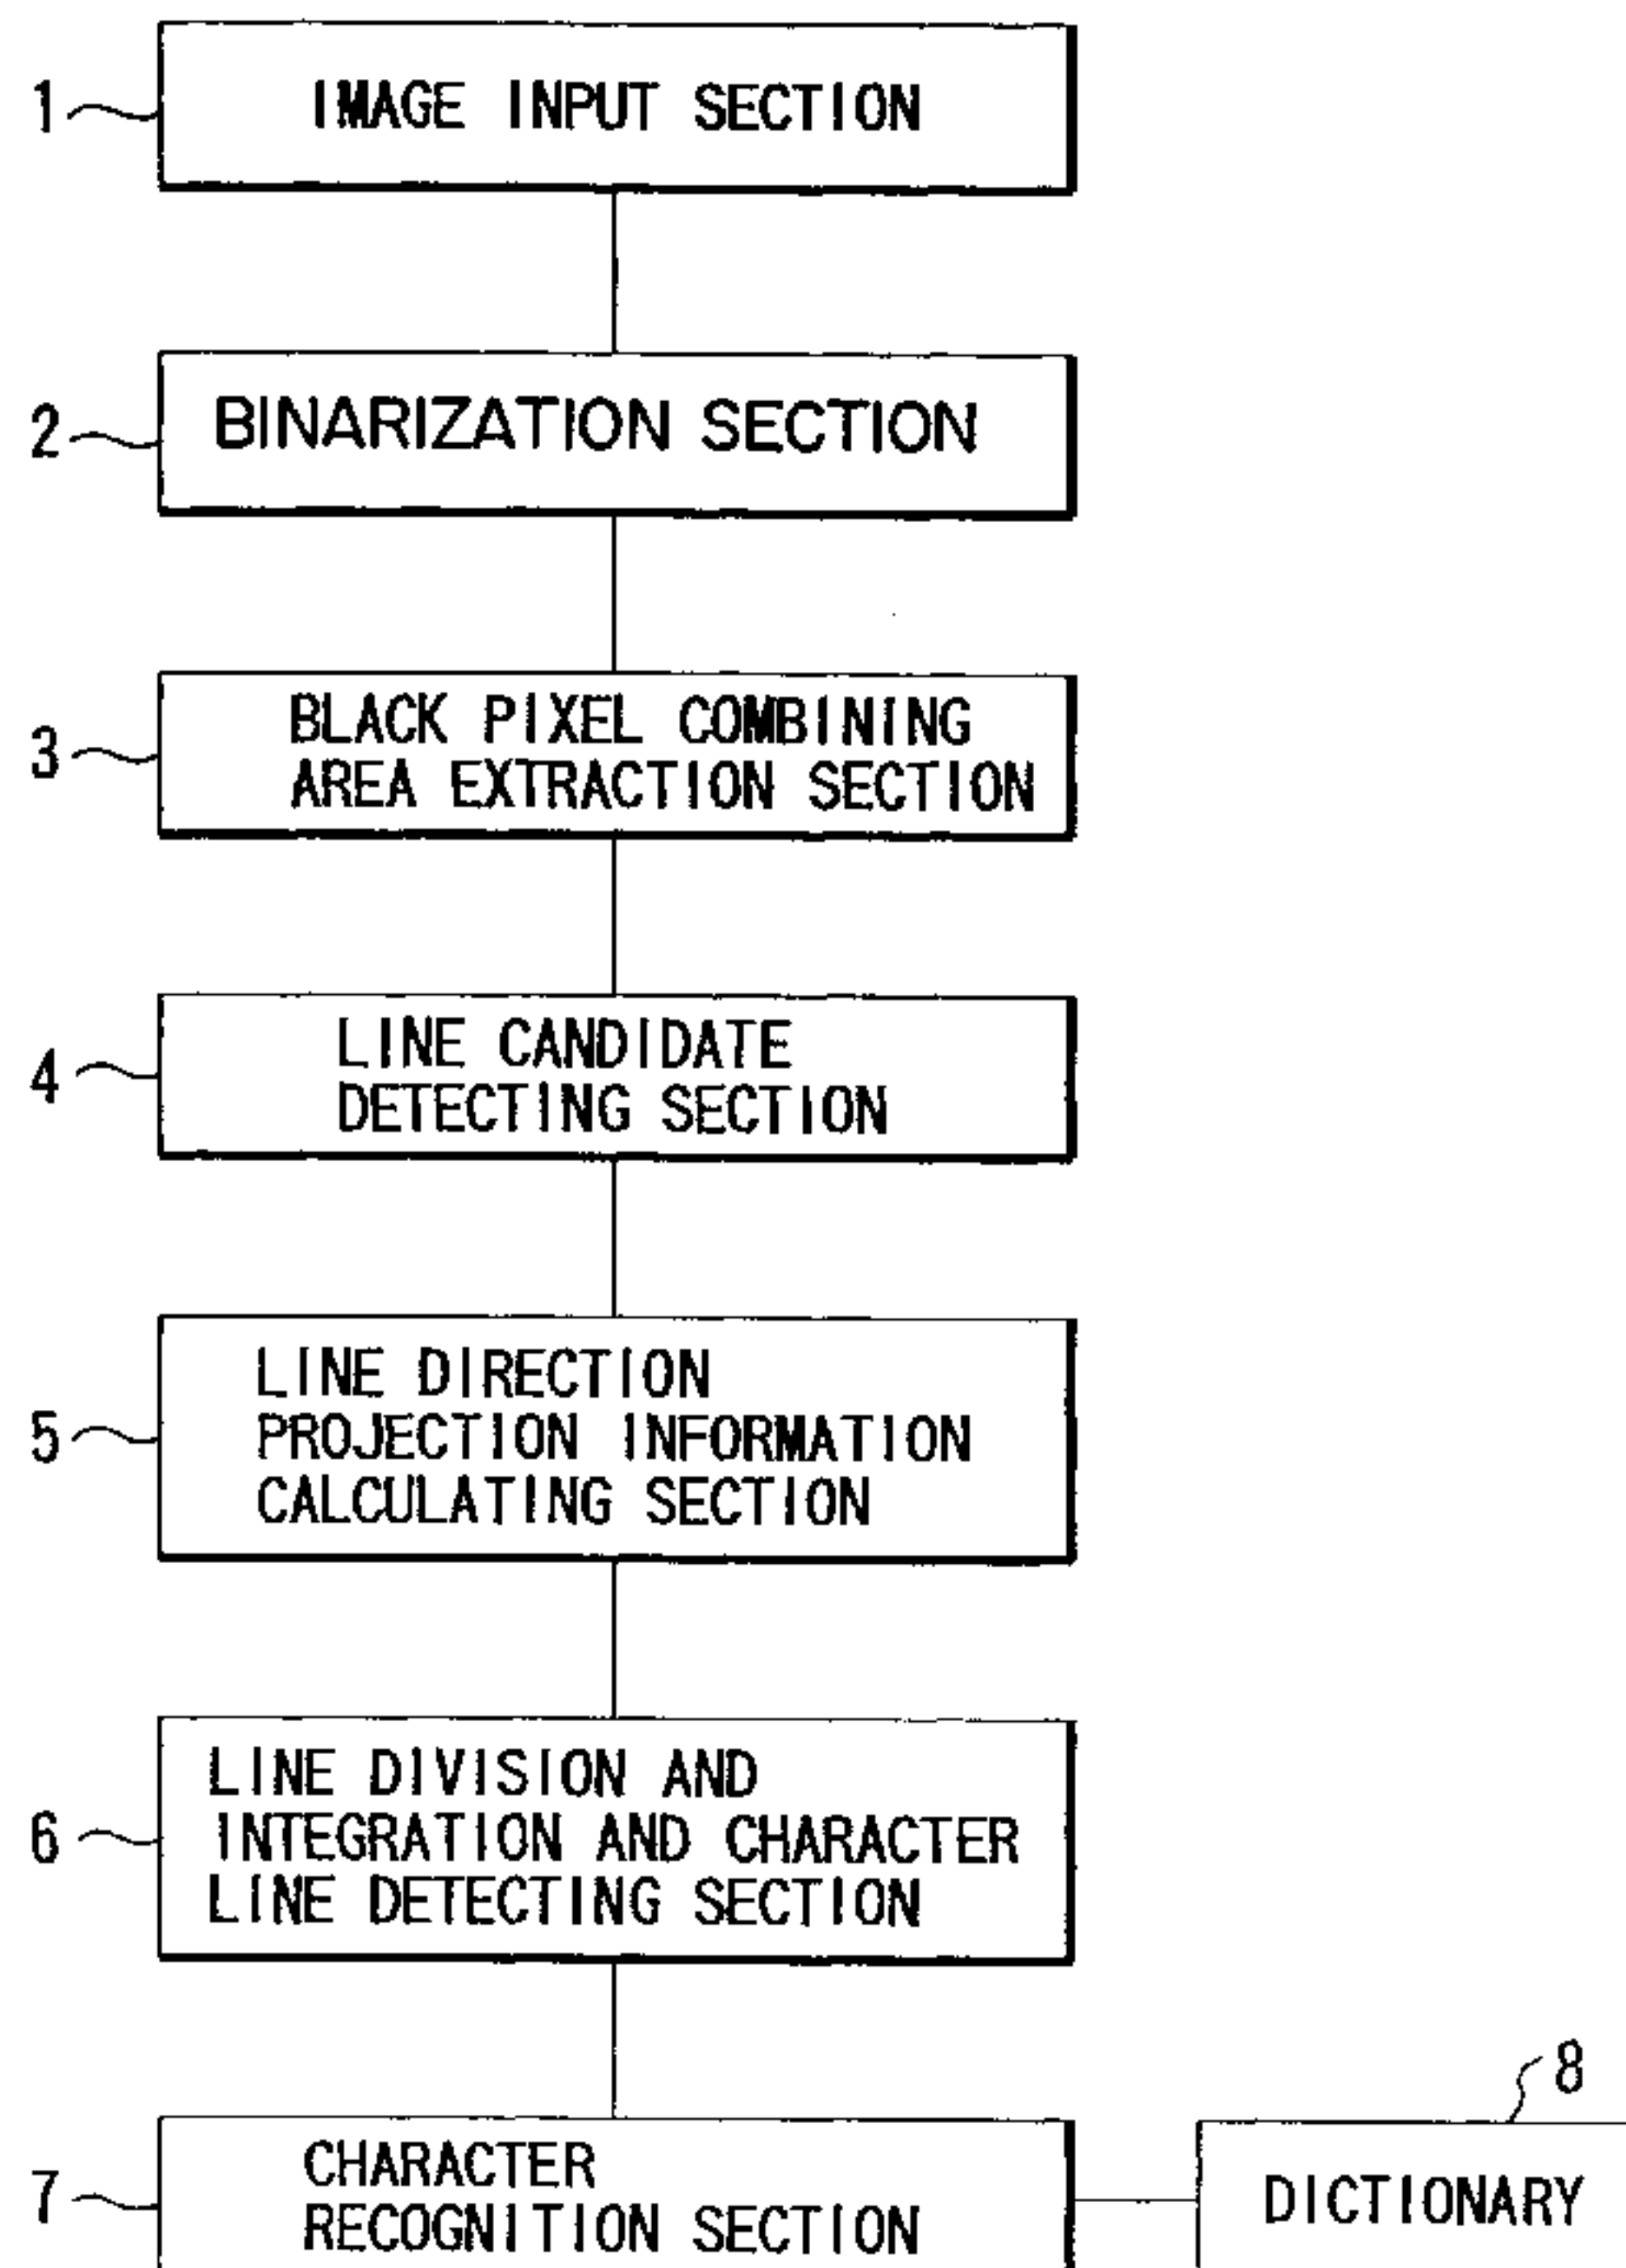 1 IMAGE INPUT SECTION
2 BINARIZATION SECTION
3 BLACK PIXEL COMBINING
AREA EXTRACTION SECTION
4 LINE CANDIDATE
DETECTING SECTION
5 LINE DIRECTION
PROJECTION INFORMATION
CALCULATING SECTION
6 LINE DIVISION AND
INTEGRATION AND CHARACTER
LINE DETECTING SECTION
7 CHARACTER
RECOGNITION SECTION
8
DICTIONARY